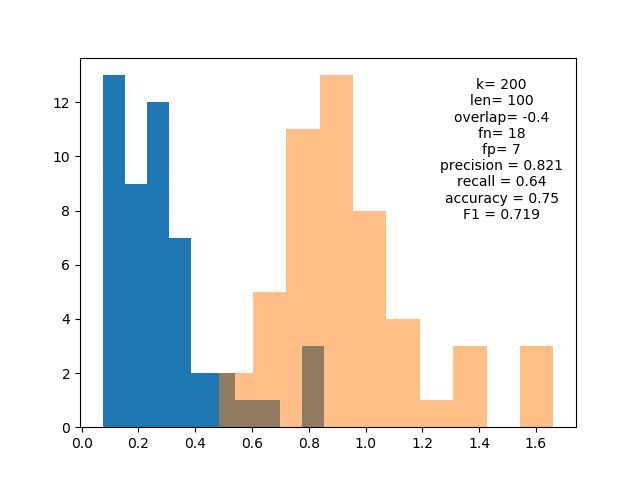 k= 200
len= 100
overlap= -0.4
fn= 18
fp= 7
precision = 0.821
recall = 0.64
accuracy = 0.75
F1 = 0.719
12
10
8
6
4
2
0
0.0 0.2 0.4 0.6 0.8 1.0 1.2 1.4 1.6